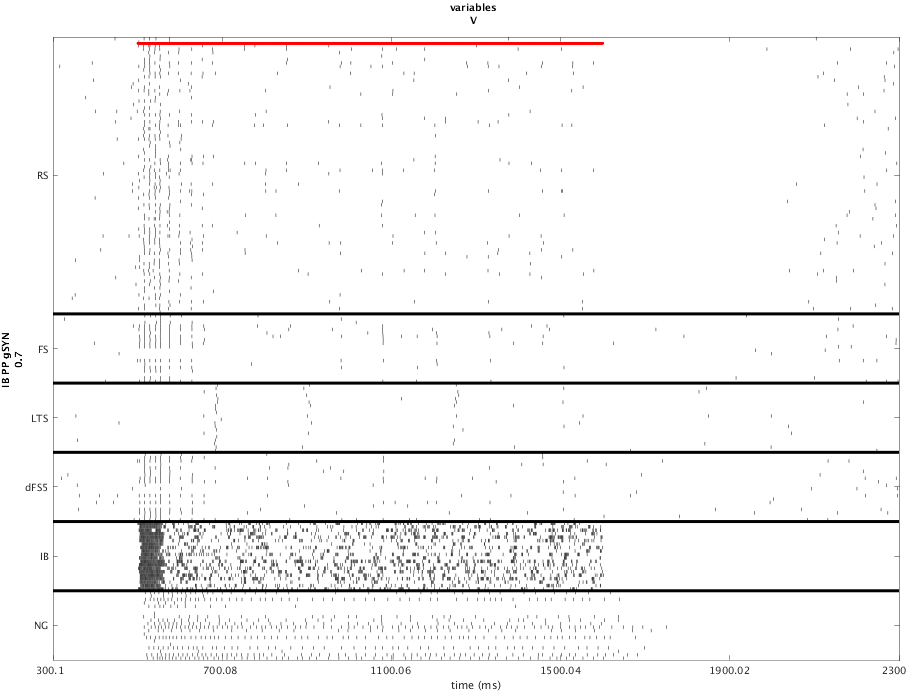 variables
V
RS
FS
LTS
dFS5
IB
NG
IB PP gSYN
0.7
300.1
700.08
1100.06
1500.04
1900.02
2300
time (ms)